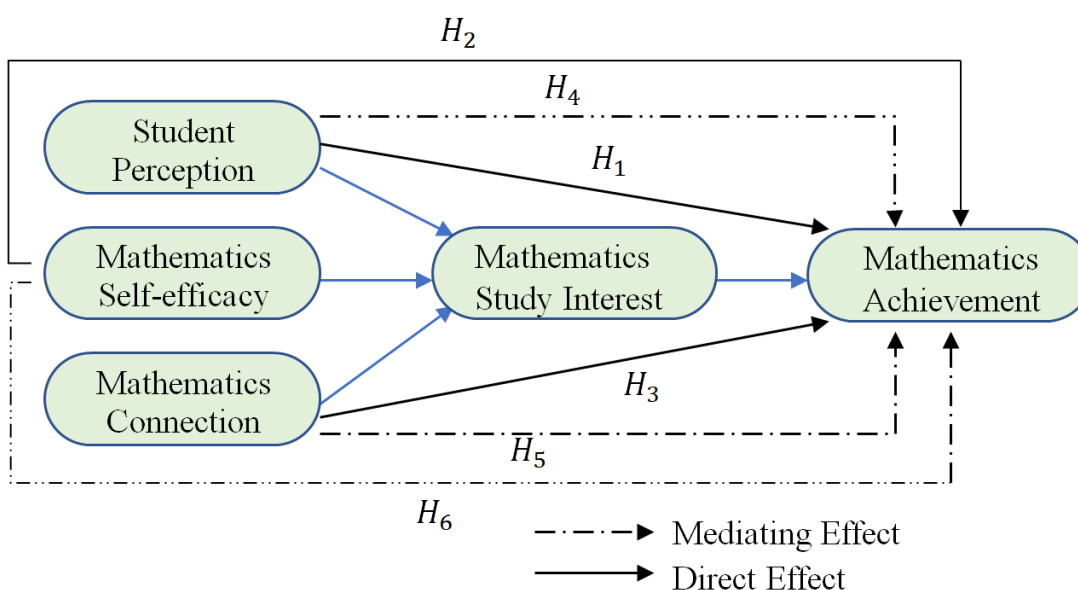 H₂
H₄
Student
Perception
H₁
Mathematics
Self-efficacy
Mathematics
Study Interest
Mathematics
Achievement
Mathematics
Connection
H₃
H₅
H₆
Mediating Effect
Direct Effect